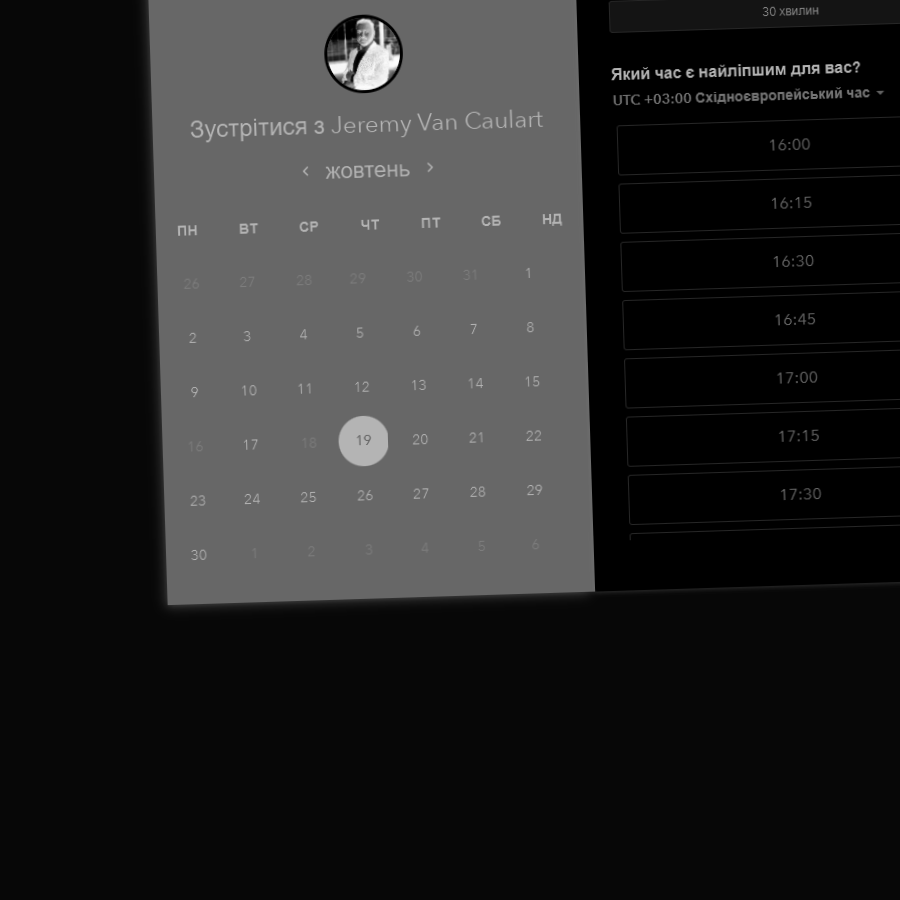 Зустрітися з Jeremy Van Caulart
жовтень
ПН ВТ СР ЧТ ПТ СБ НД
26 27 28 29 30 31 1
2 3 4 5 6 7 8
9 10 11 12 13 14 15
16 17 18 19 20 21 22
23 24 25 26 27 28 29
30 1 2 3 4 5 6
30 хвилин
Який час є найліпшим для вас?
UTC +03:00 Східноєвропейський час
16:00
16:15
16:30
16:45
17:00
17:15
17:30